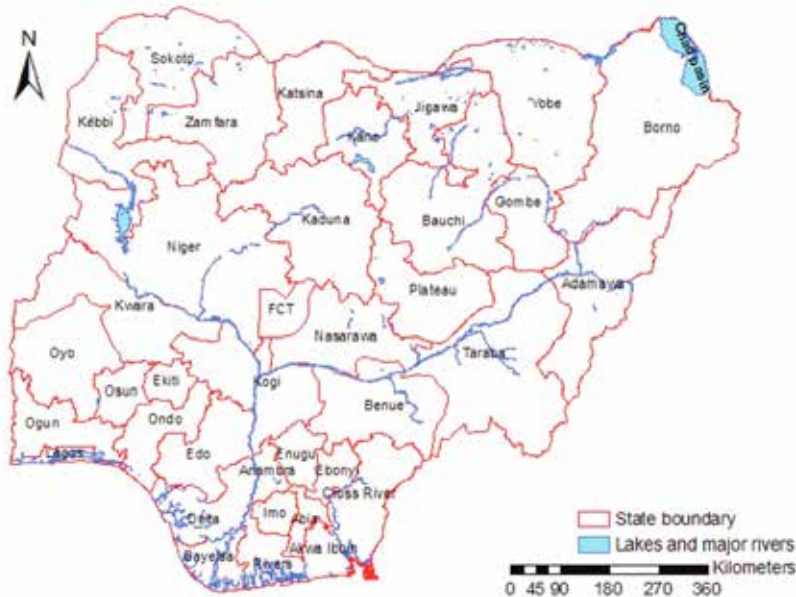 N
Sokoto
Chad basin
Katsina
Jigawa
Yobe
Kebbi
Zamfara
Kano
Borno
Gombe
Bauchi
Kaduna
Niger
Adamawa
Plateau
FCT
Kwara
Nasarawa
Taraba
Oyo
Kogi
Ekiti
Osun
Benue
Ondo
Ogun
Lagos
Edo
Enugu
Anambra
Ebony
Cross River
Imo
Abia
Delta
Akwa Ibom
Bayelsa
Rivers
State boundary
Lakes and major rivers
Kilometers
0 45 90 180 270 360